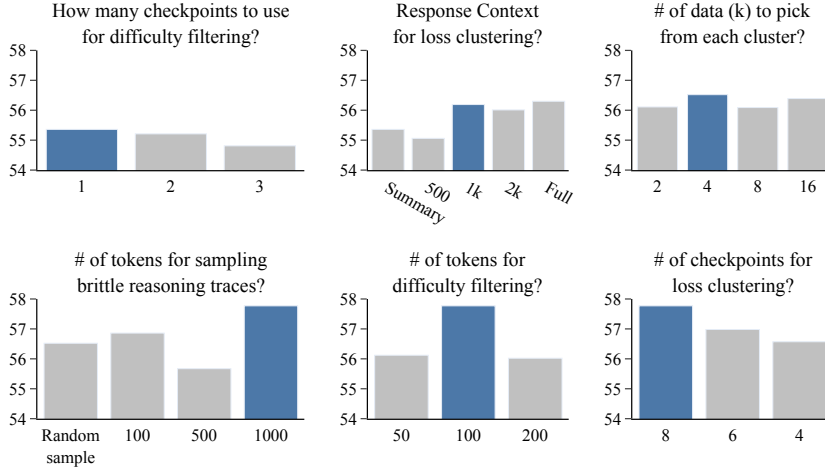 How many checkpoints to use
for difficulty filtering?
58
57
56
55
54
1
2
3
Response Context
for loss clustering?
58
57
56
55
54
Summary
500
1k
2k
Full
# of data (k) to pick
from each cluster?
58
57
56
55
54
2
4
8
16
# of tokens for sampling
brittle reasoning traces?
58
57
56
55
54
Random
sample
100
500
1000
# of tokens for
difficulty filtering?
58
57
56
55
54
50
100
200
# of checkpoints for
loss clustering?
58
57
56
55
54
8
6
4